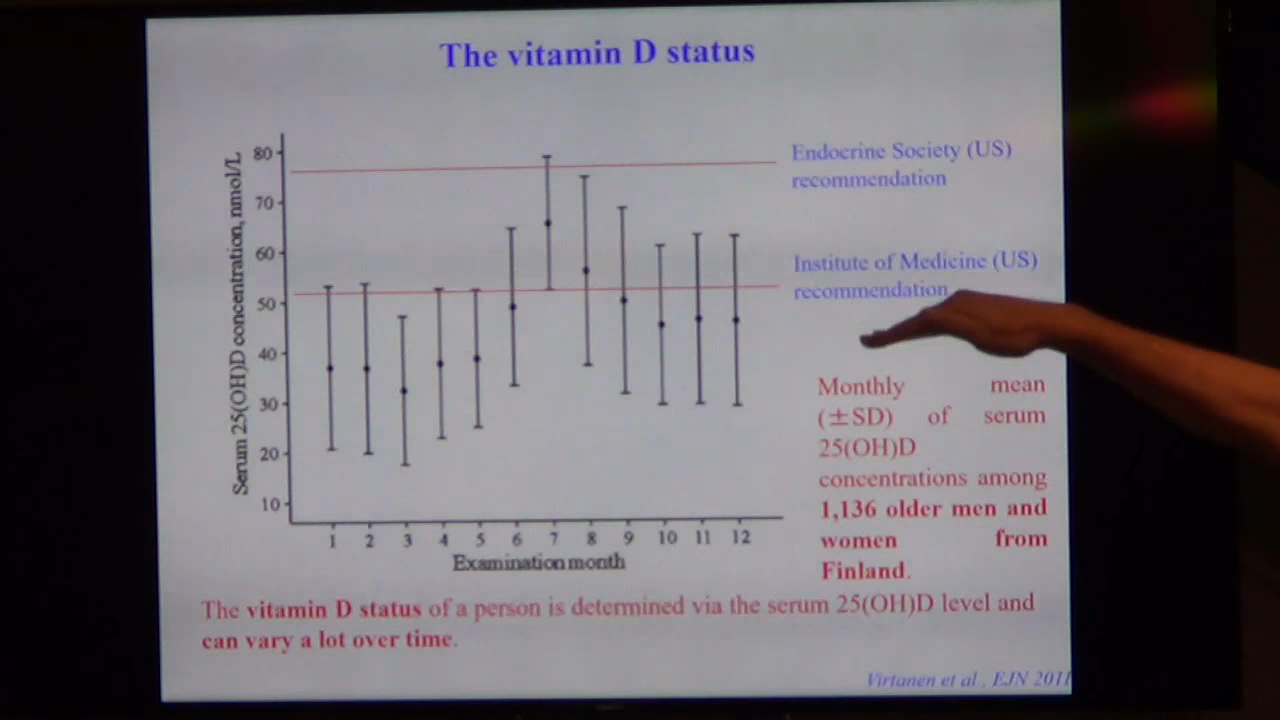 The vitamin D status
Serum 25(OH)D concentration, nmol/L
80
70
60
50
40
30
20
10
1 2 3 4 5 6 7 8 9 10 11 12
Examination month
Endocrine Society (US)
recommendation
Institute of Medicine (US)
recommendation
Monthly mean
(±SD) of serum
25(OH)D
concentrations among
1,136 older men and
women from
Finland.
The vitamin D status of a person is determined via the serum 25(OH)D level and
can vary a lot over time.
Virtanen et al., EJN 2011